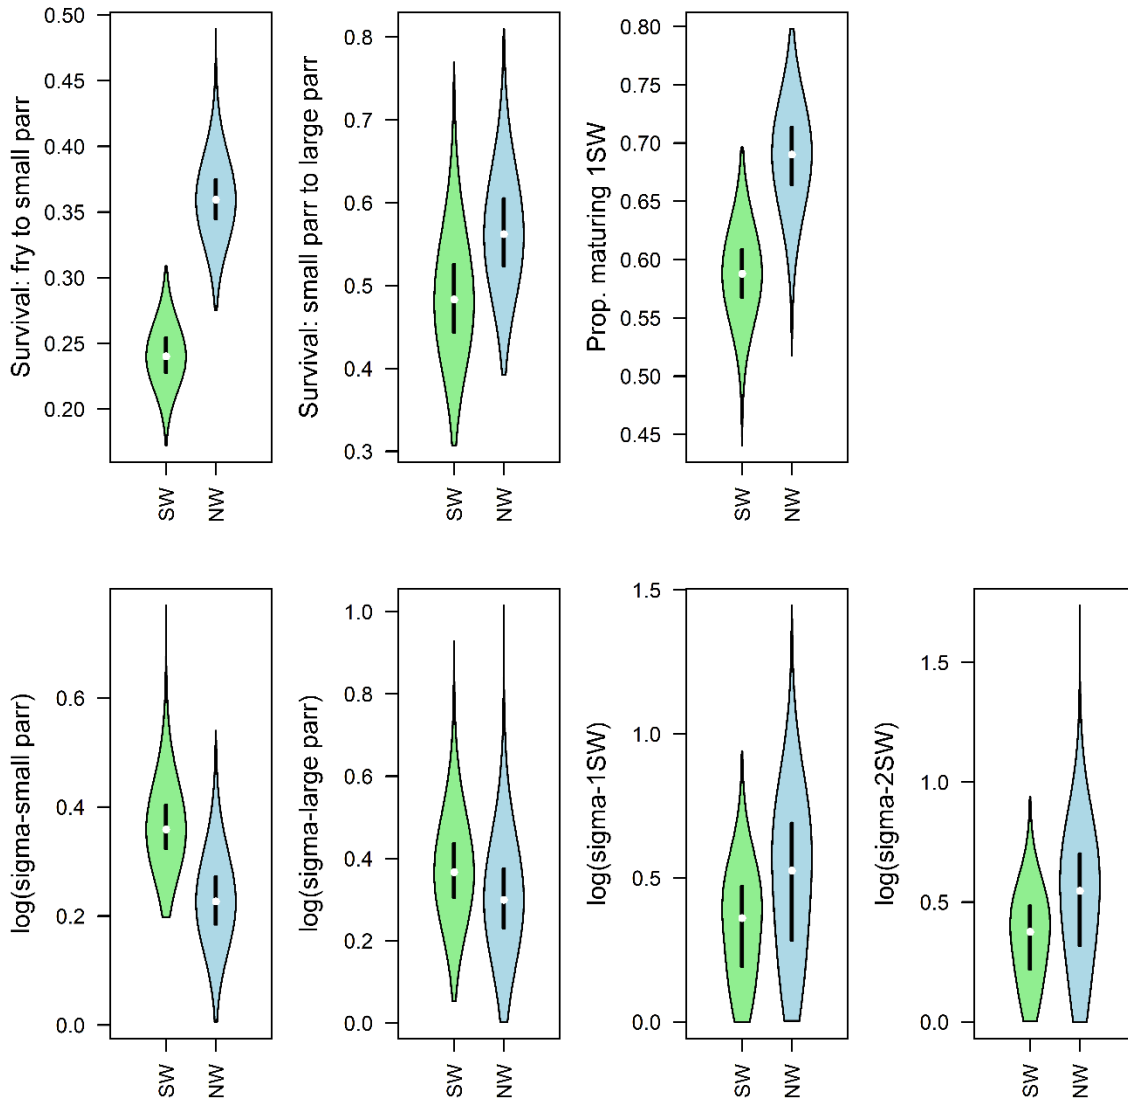 Survival: fry to small parr
0.50
0.45
0.40
0.35
0.30
0.25
0.20
SW
NW
Survival: small parr to large parr
0.8
0.7
0.6
0.5
0.4
0.3
SW
NW
Prop. maturing 1SW
0.80
0.75
0.70
0.65
0.60
0.55
0.50
0.45
SW
NW
log(sigma-small parr)
0.6
0.4
0.2
0.0
SW
NW
log(sigma-large parr)
1.0
0.8
0.6
0.4
0.2
0.0
SW
NW
log(sigma-1SW)
1.5
1.0
0.5
0.0
SW
NW
log(sigma-2SW)
1.5
1.0
0.5
0.0
SW
NW